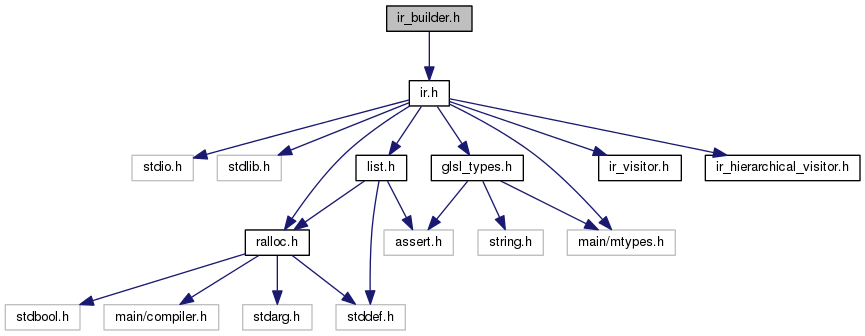 ir_builder.h
ir.h
stdio.h
stdlib.h
list.h
glsl_types.h
ir_visitor.h
ir_hierarchical_visitor.h
ralloc.h
assert.h
string.h
main/mtypes.h
stdbool.h
main/compiler.h
stdarg.h
stddef.h